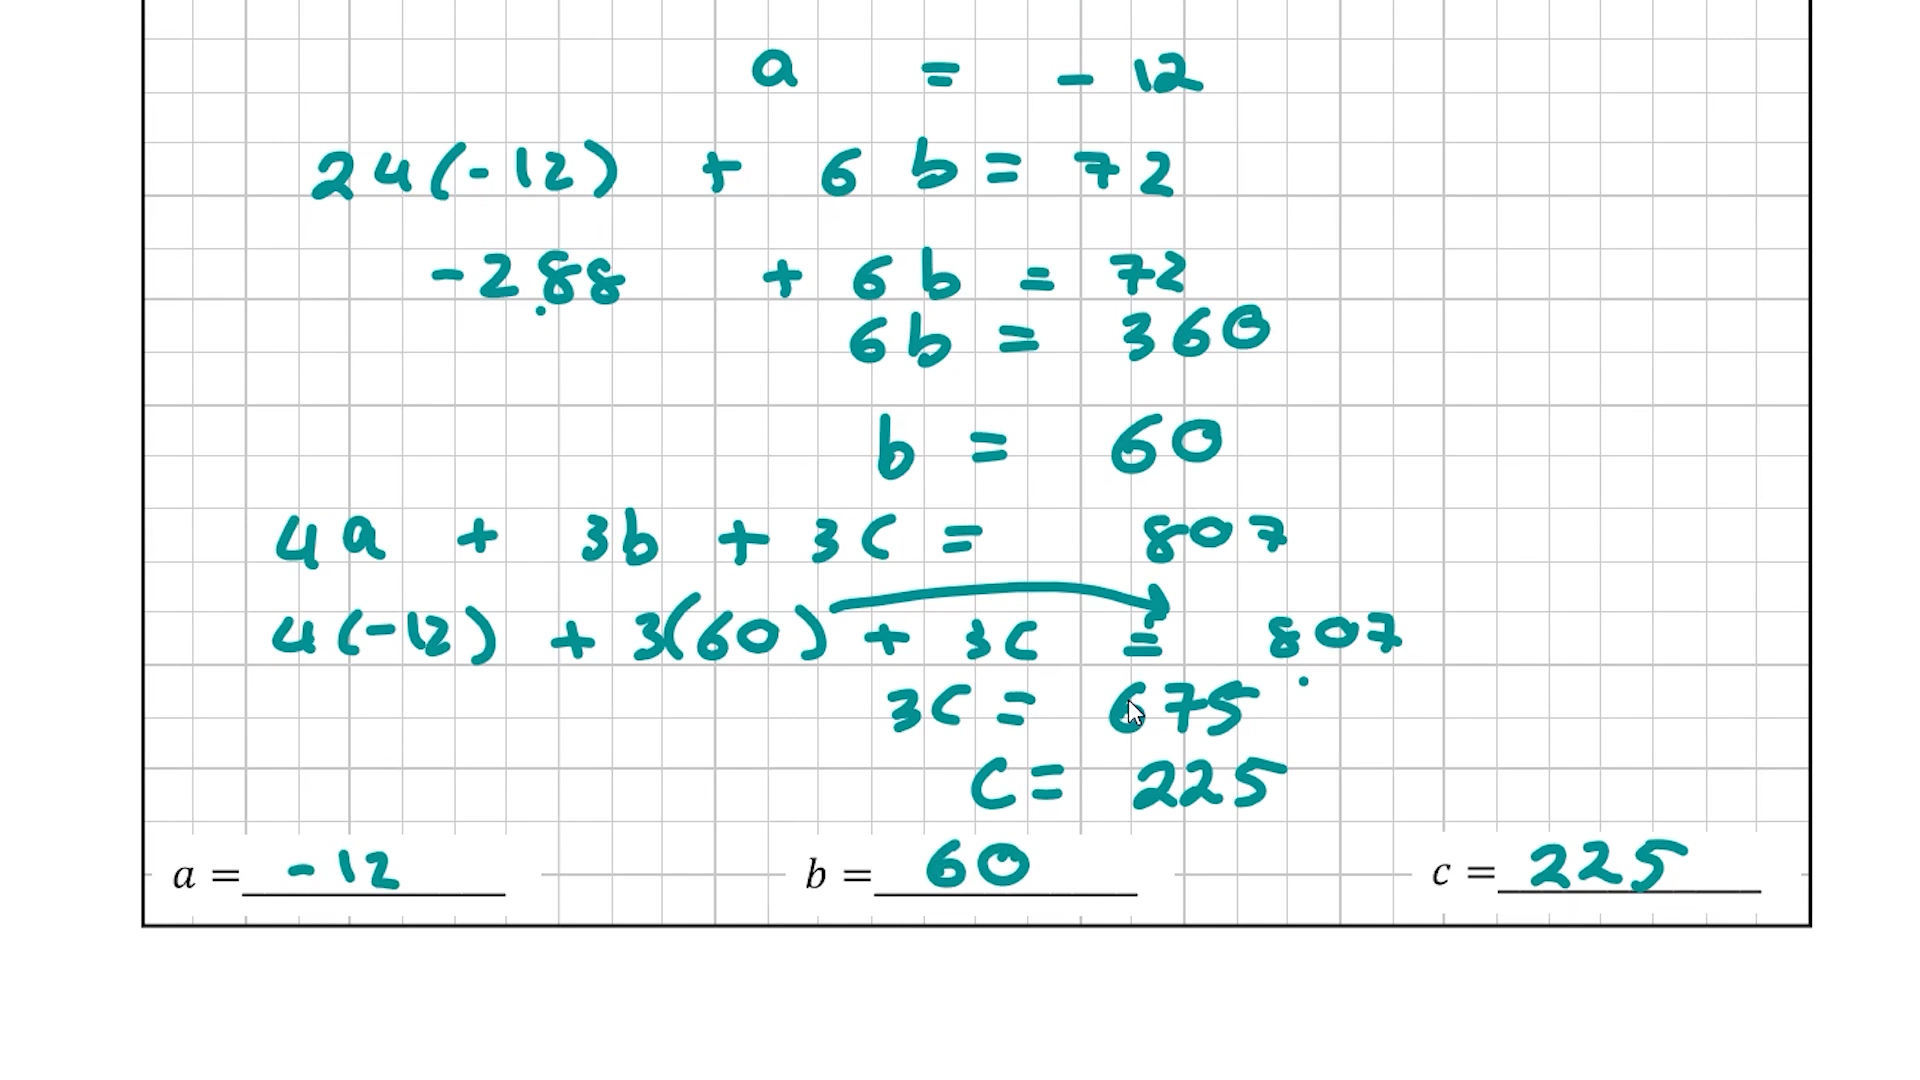 a = - 12
24(-12) + 6b = 72
-288 + 6b = 72
6b = 360
b = 60
4a + 3b + 3c = 807
4(-12) + 3(60) + 3c = 807
3c = 675
c = 225
a = -12 b = 60 c = 225